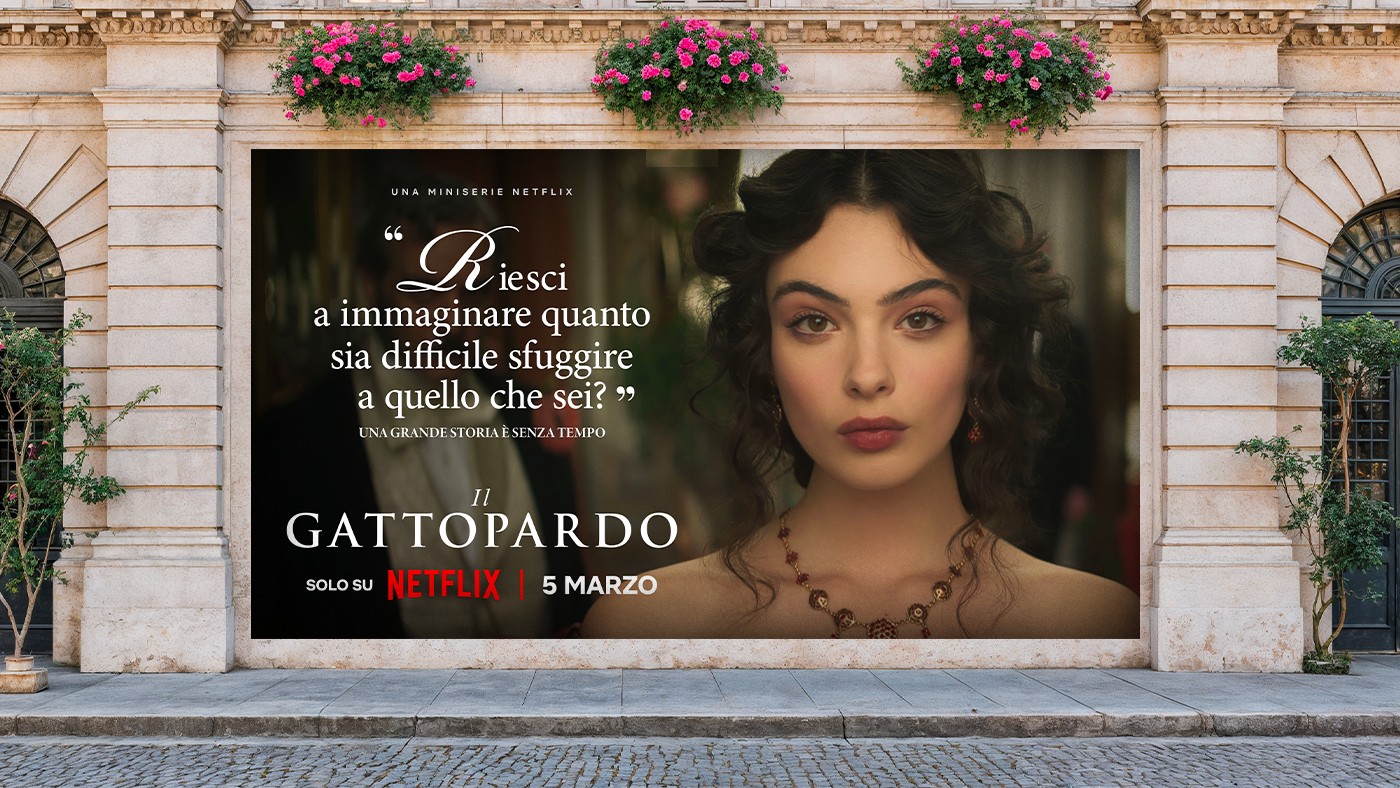 UNA MINISERIE NETFLIX
“Riesci
a immaginare quanto
sia difficile sfuggire
a quello che sei?”
UNA GRANDE STORIA È SENZA TEMPO
Il
GATTOPARDO
SOLO SU NETFLIX | 5 MARZO